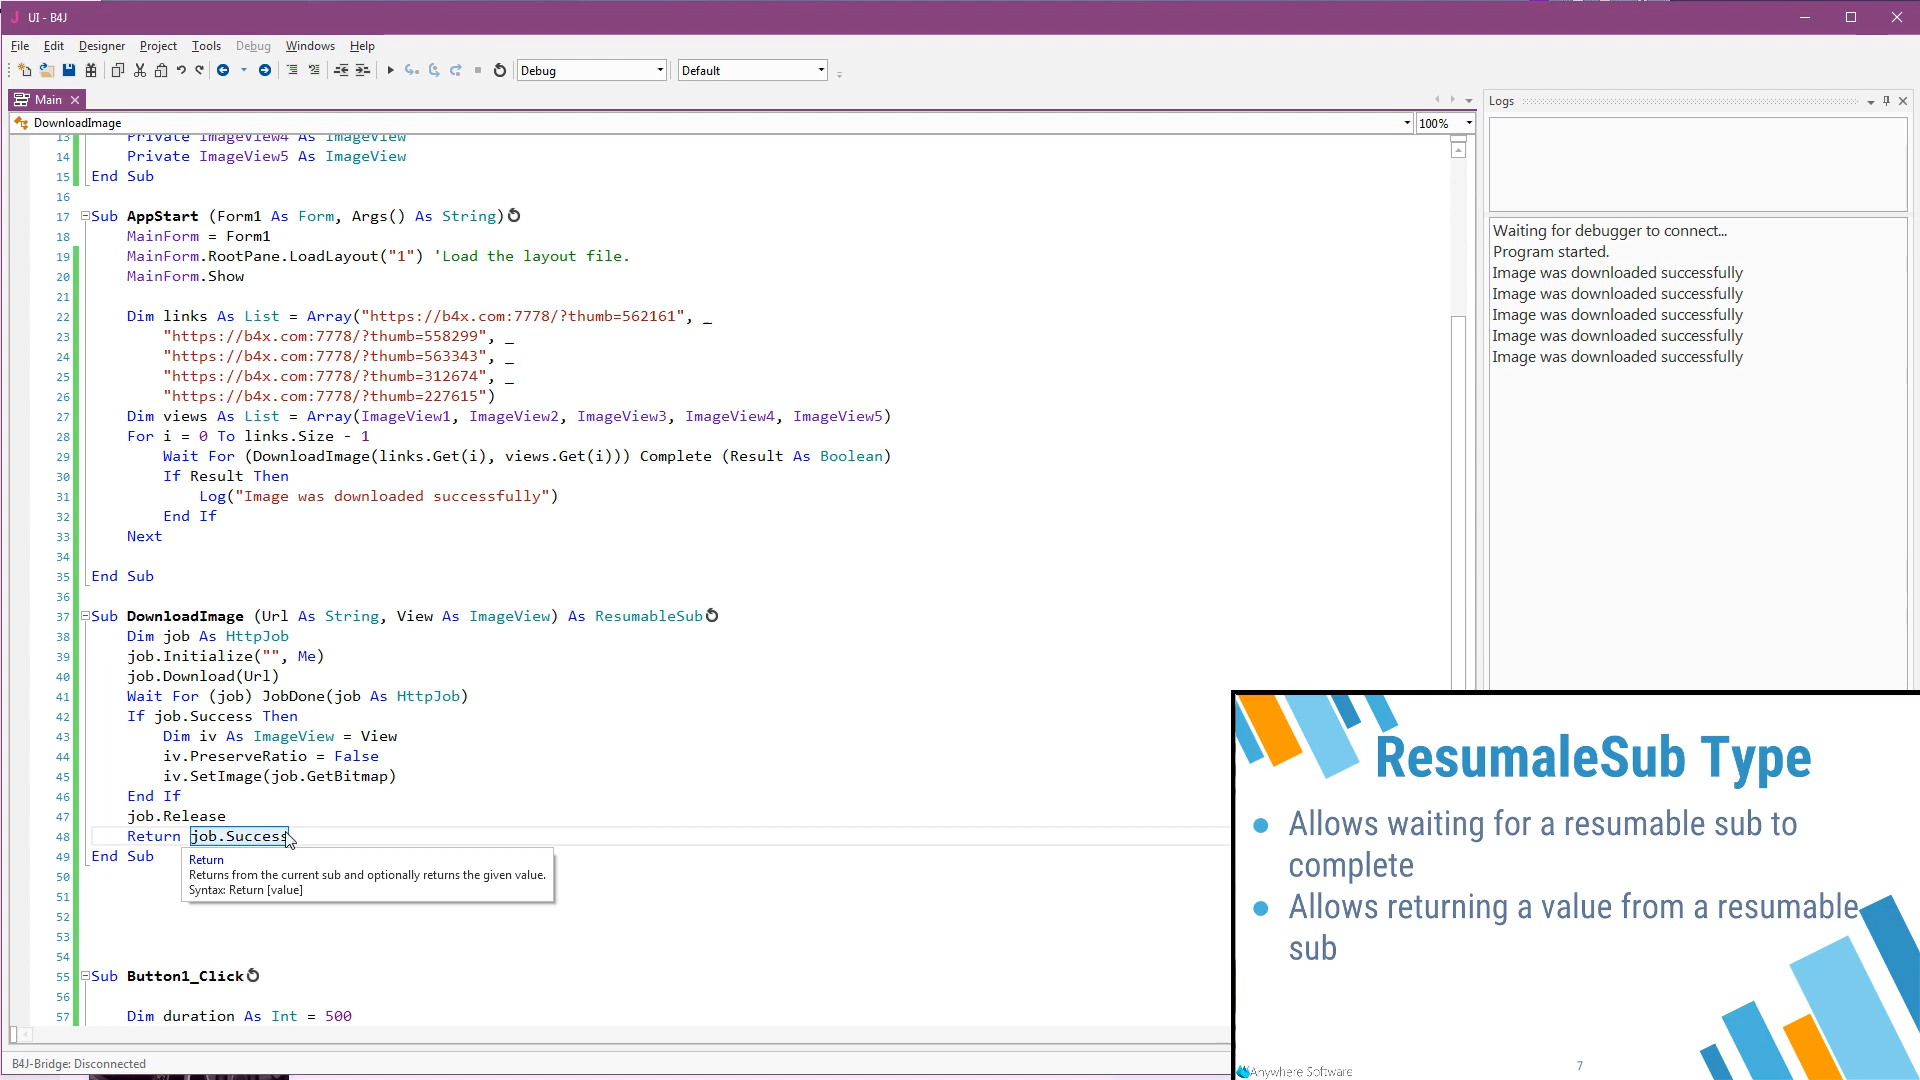 UI - B4J
File Edit Designer Project Tools Debug Windows Help
Debug
Default
Main
DownloadImage
100%
13 Private ImageView4 As ImageView
14 Private ImageView5 As ImageView
15 End Sub
16
17 Sub AppStart (Form1 As Form, Args() As String)
18 MainForm = Form1
19 MainForm.RootPane.LoadLayout("1") 'Load the layout file.
20 MainForm.Show
21
22 Dim links As List = Array("https://b4x.com:7778/?thumb=562161", _
23 "https://b4x.com:7778/?thumb=558299", _
24 "https://b4x.com:7778/?thumb=563343", _
25 "https://b4x.com:7778/?thumb=312674", _
26 "https://b4x.com:7778/?thumb=227615")
27 Dim views As List = Array(ImageView1, ImageView2, ImageView3, ImageView4, ImageView5)
28 For i = 0 To links.Size - 1
29 Wait For (DownloadImage(links.Get(i), views.Get(i))) Complete (Result As Boolean)
30 If Result Then
31 Log("Image was downloaded successfully")
32 End If
33 Next
34
35 End Sub
36
37 Sub DownloadImage (Url As String, View As ImageView) As ResumableSub
38 Dim job As HttpJob
39 job.Initialize("", Me)
40 job.Download(Url)
41 Wait For (job) JobDone(job As HttpJob)
42 If job.Success Then
43 Dim iv As ImageView = View
44 iv.PreserveRatio = False
45 iv.SetImage(job.GetBitmap)
46 End If
47 job.Release
48 Return job.Success
49 End Sub
Return
Returns from the current sub and optionally returns the given value.
Syntax: Return [value]
50
51
52
53
54
55 Sub Button1_Click
56
57 Dim duration As Int = 500
B4J-Bridge: Disconnected
Logs
Waiting for debugger to connect...
Program started.
Image was downloaded successfully
Image was downloaded successfully
Image was downloaded successfully
Image was downloaded successfully
Image was downloaded successfully
ResumaleSub Type
Allows waiting for a resumable sub to
complete
Allows returning a value from a resumable
sub
7
Anywhere Software